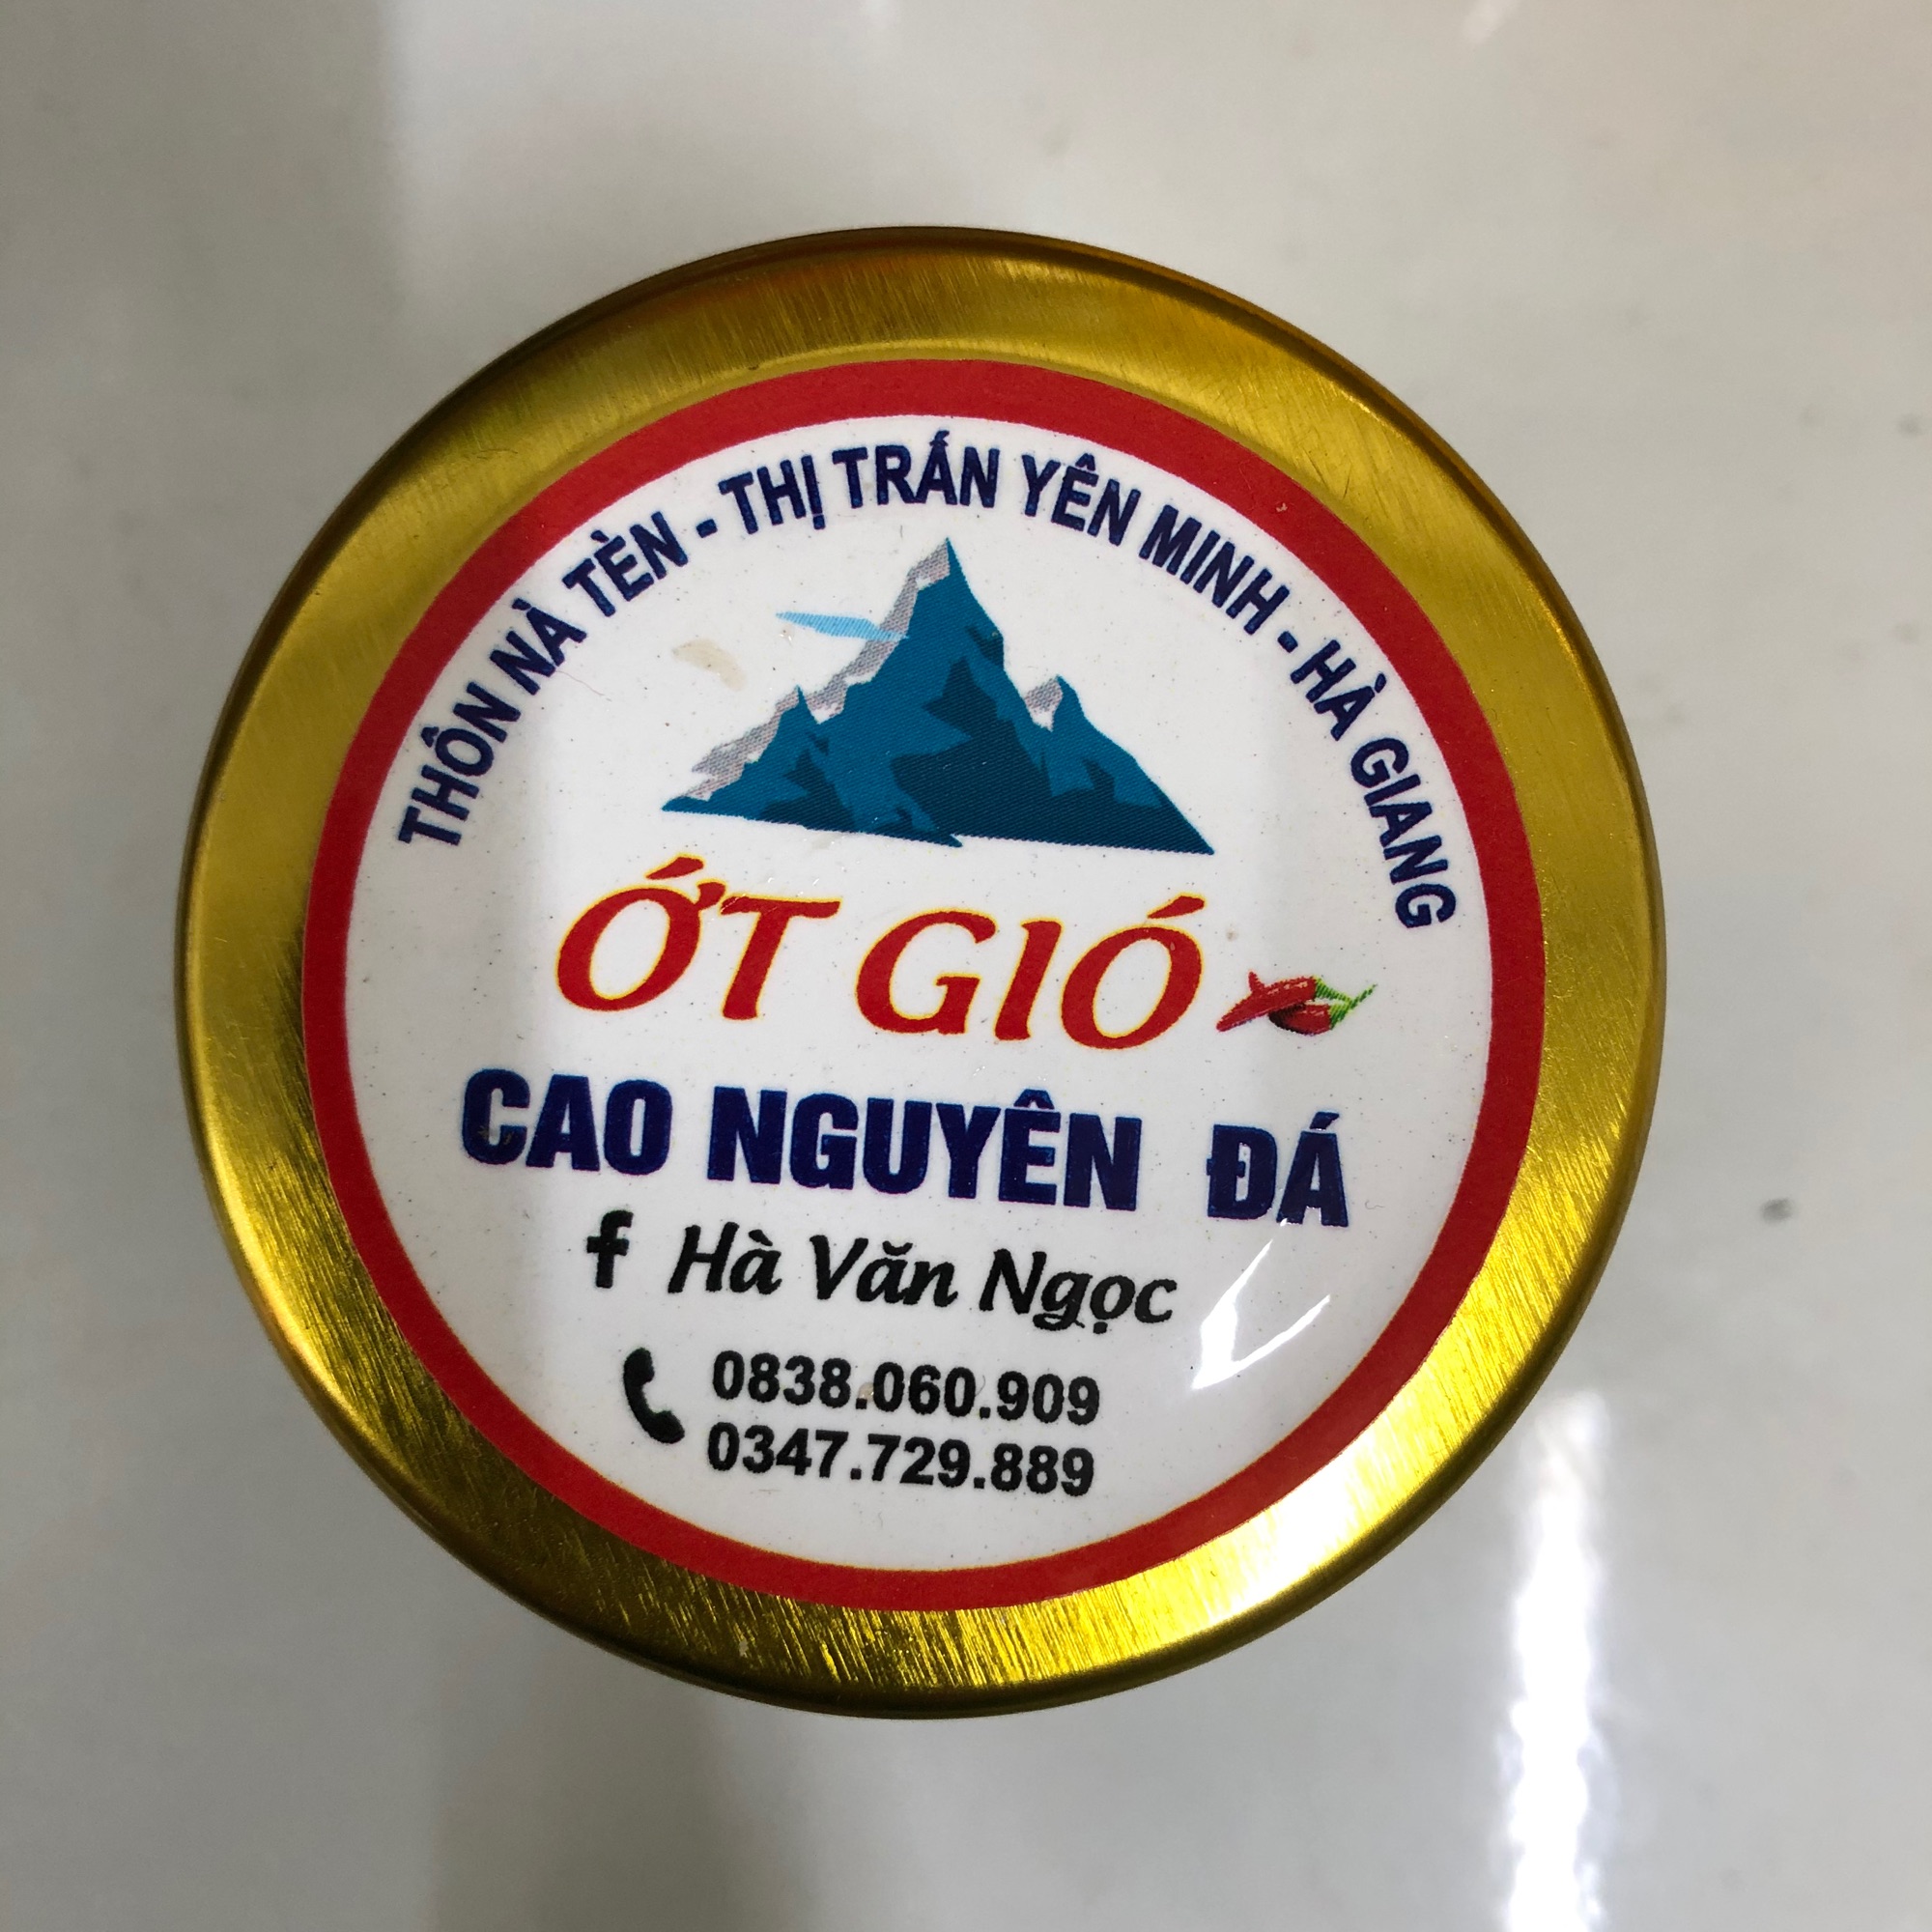 THÔN NÀ TÈN - THỊ TRẤN YÊN MINH - HÀ GIANG
ỚT GIÓ
CAO NGUYÊN ĐÁ
f Hà Văn Ngọc
0838.060.909
0347.729.889